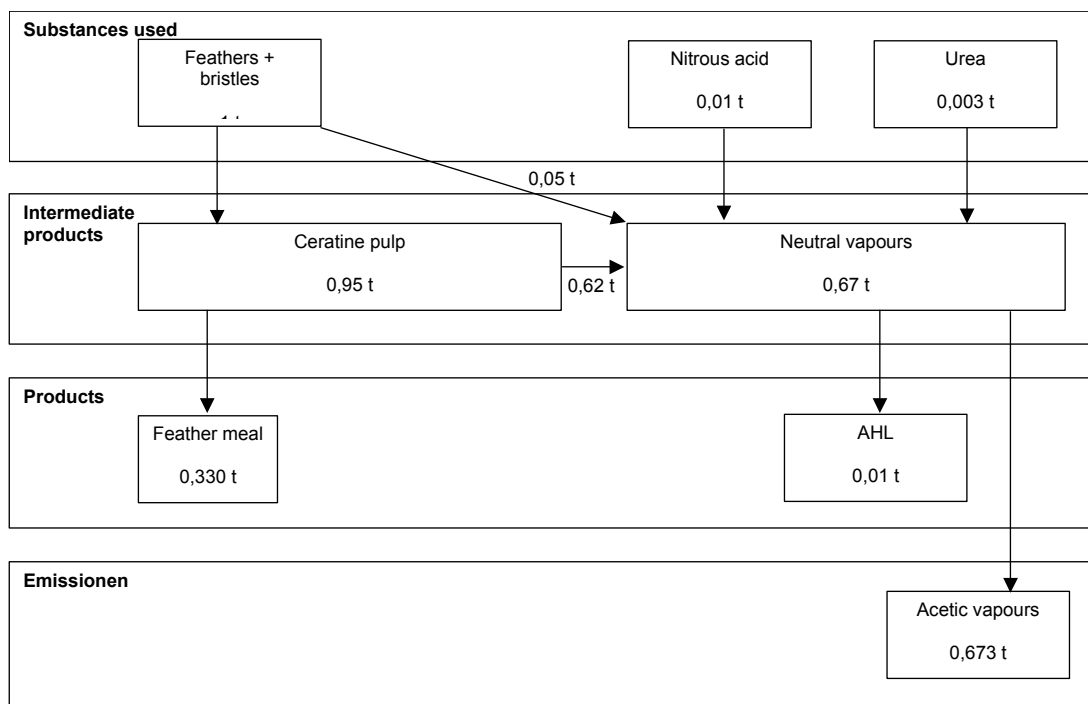 Substances used
Feathers +
bristles
Nitrous acid
0,01 t
Urea
0,003 t
0,05 t
Intermediate
products
Ceratine pulp
0,95 t
0,62 t
Neutral vapours
0,67 t
Products
Feather meal
0,330 t
AHL
0,01 t
Emissionen
Acetic vapours
0,673 t